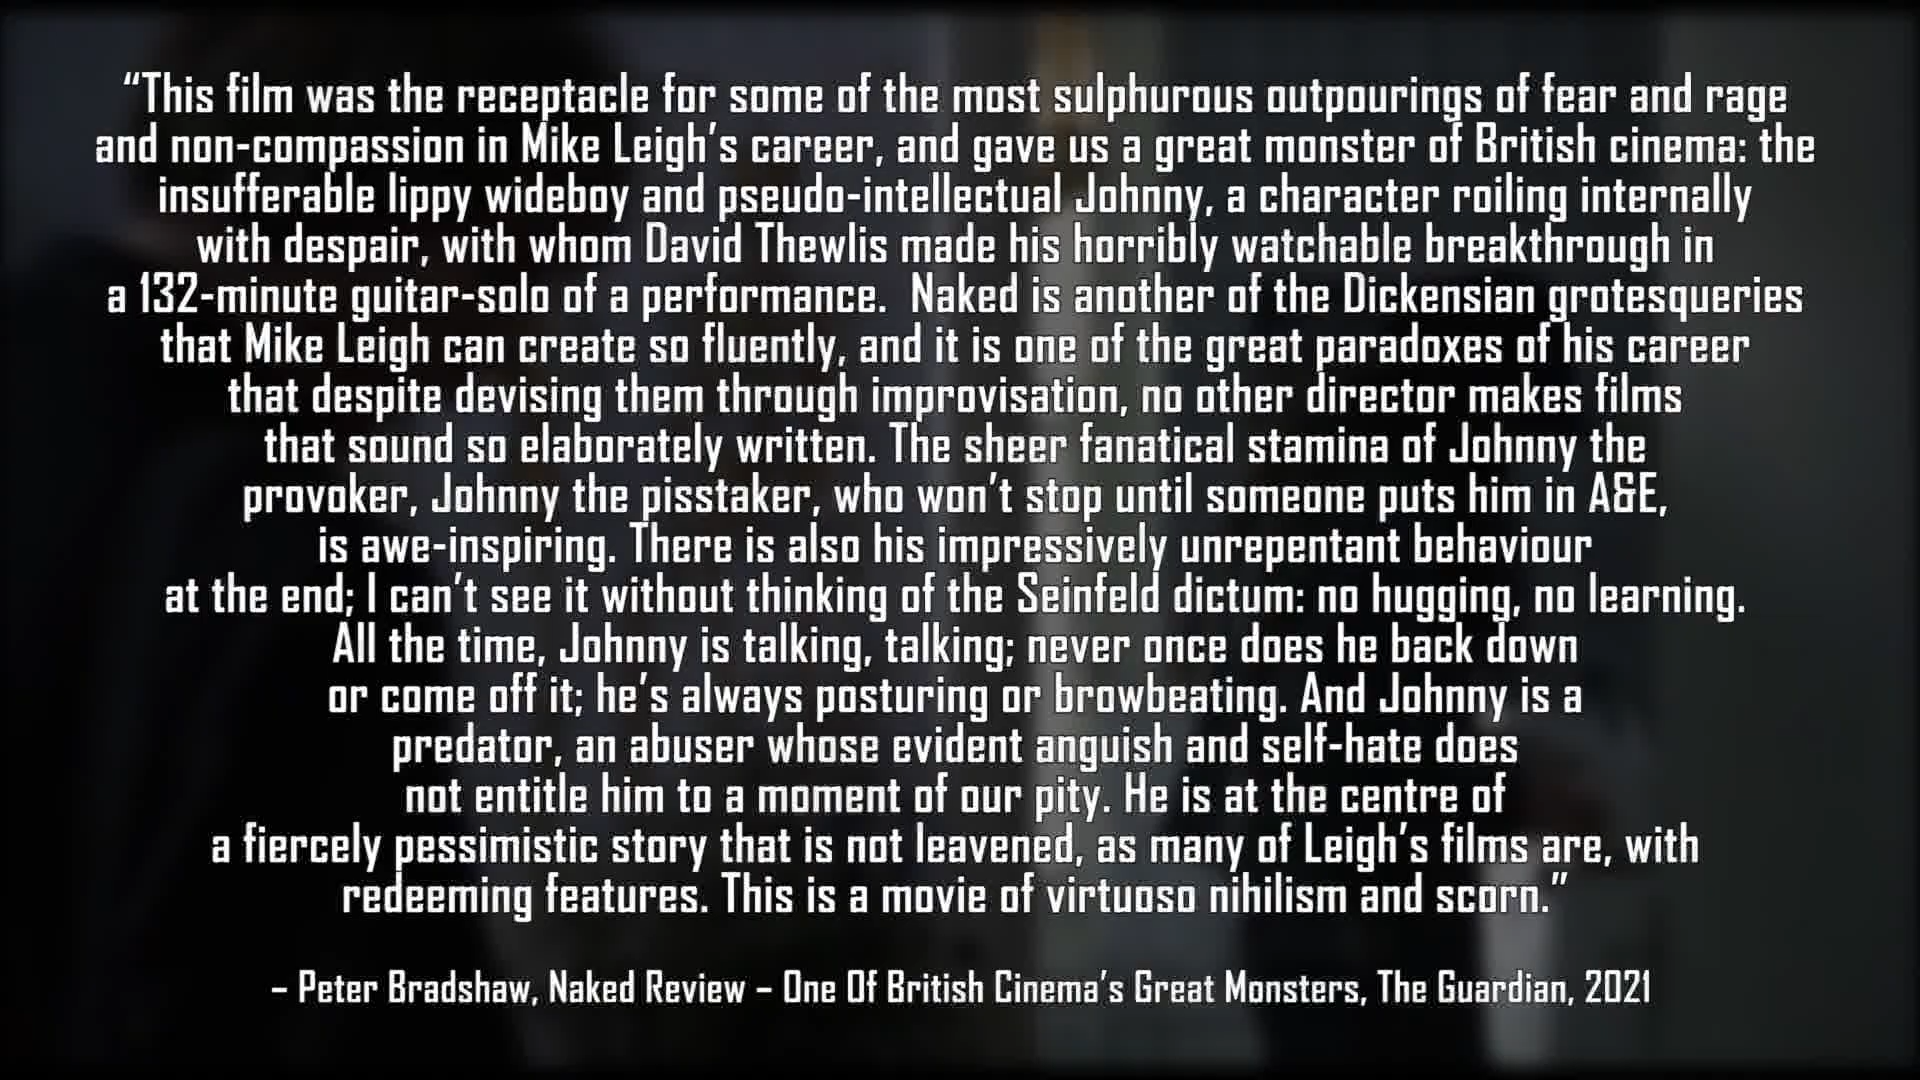 “This film was the receptacle for some of the most sulphurous outpourings of fear and rage
and non-compassion in Mike Leigh’s career, and gave us a great monster of British cinema: the
insufferable lippy wideboy and pseudo-intellectual Johnny, a character roiling internally
with despair, with whom David Thewlis made his horribly watchable breakthrough in
a 132-minute guitar-solo of a performance.  Naked is another of the Dickensian grotesqueries
that Mike Leigh can create so fluently, and it is one of the great paradoxes of his career
that despite devising them through improvisation, no other director makes films
that sound so elaborately written. The sheer fanatical stamina of Johnny the
provoker, Johnny the pisstaker, who won’t stop until someone puts him in A&E,
is awe-inspiring. There is also his impressively unrepentant behaviour
at the end; I can’t see it without thinking of the Seinfeld dictum: no hugging, no learning.
All the time, Johnny is talking, talking; never once does he back down
or come off it; he’s always posturing or browbeating. And Johnny is a
predator, an abuser whose evident anguish and self-hate does
not entitle him to a moment of our pity. He is at the centre of
a fiercely pessimistic story that is not leavened, as many of Leigh’s films are, with
redeeming features. This is a movie of virtuoso nihilism and scorn.”
– Peter Bradshaw, Naked Review – One Of British Cinema’s Great Monsters, The Guardian, 2021